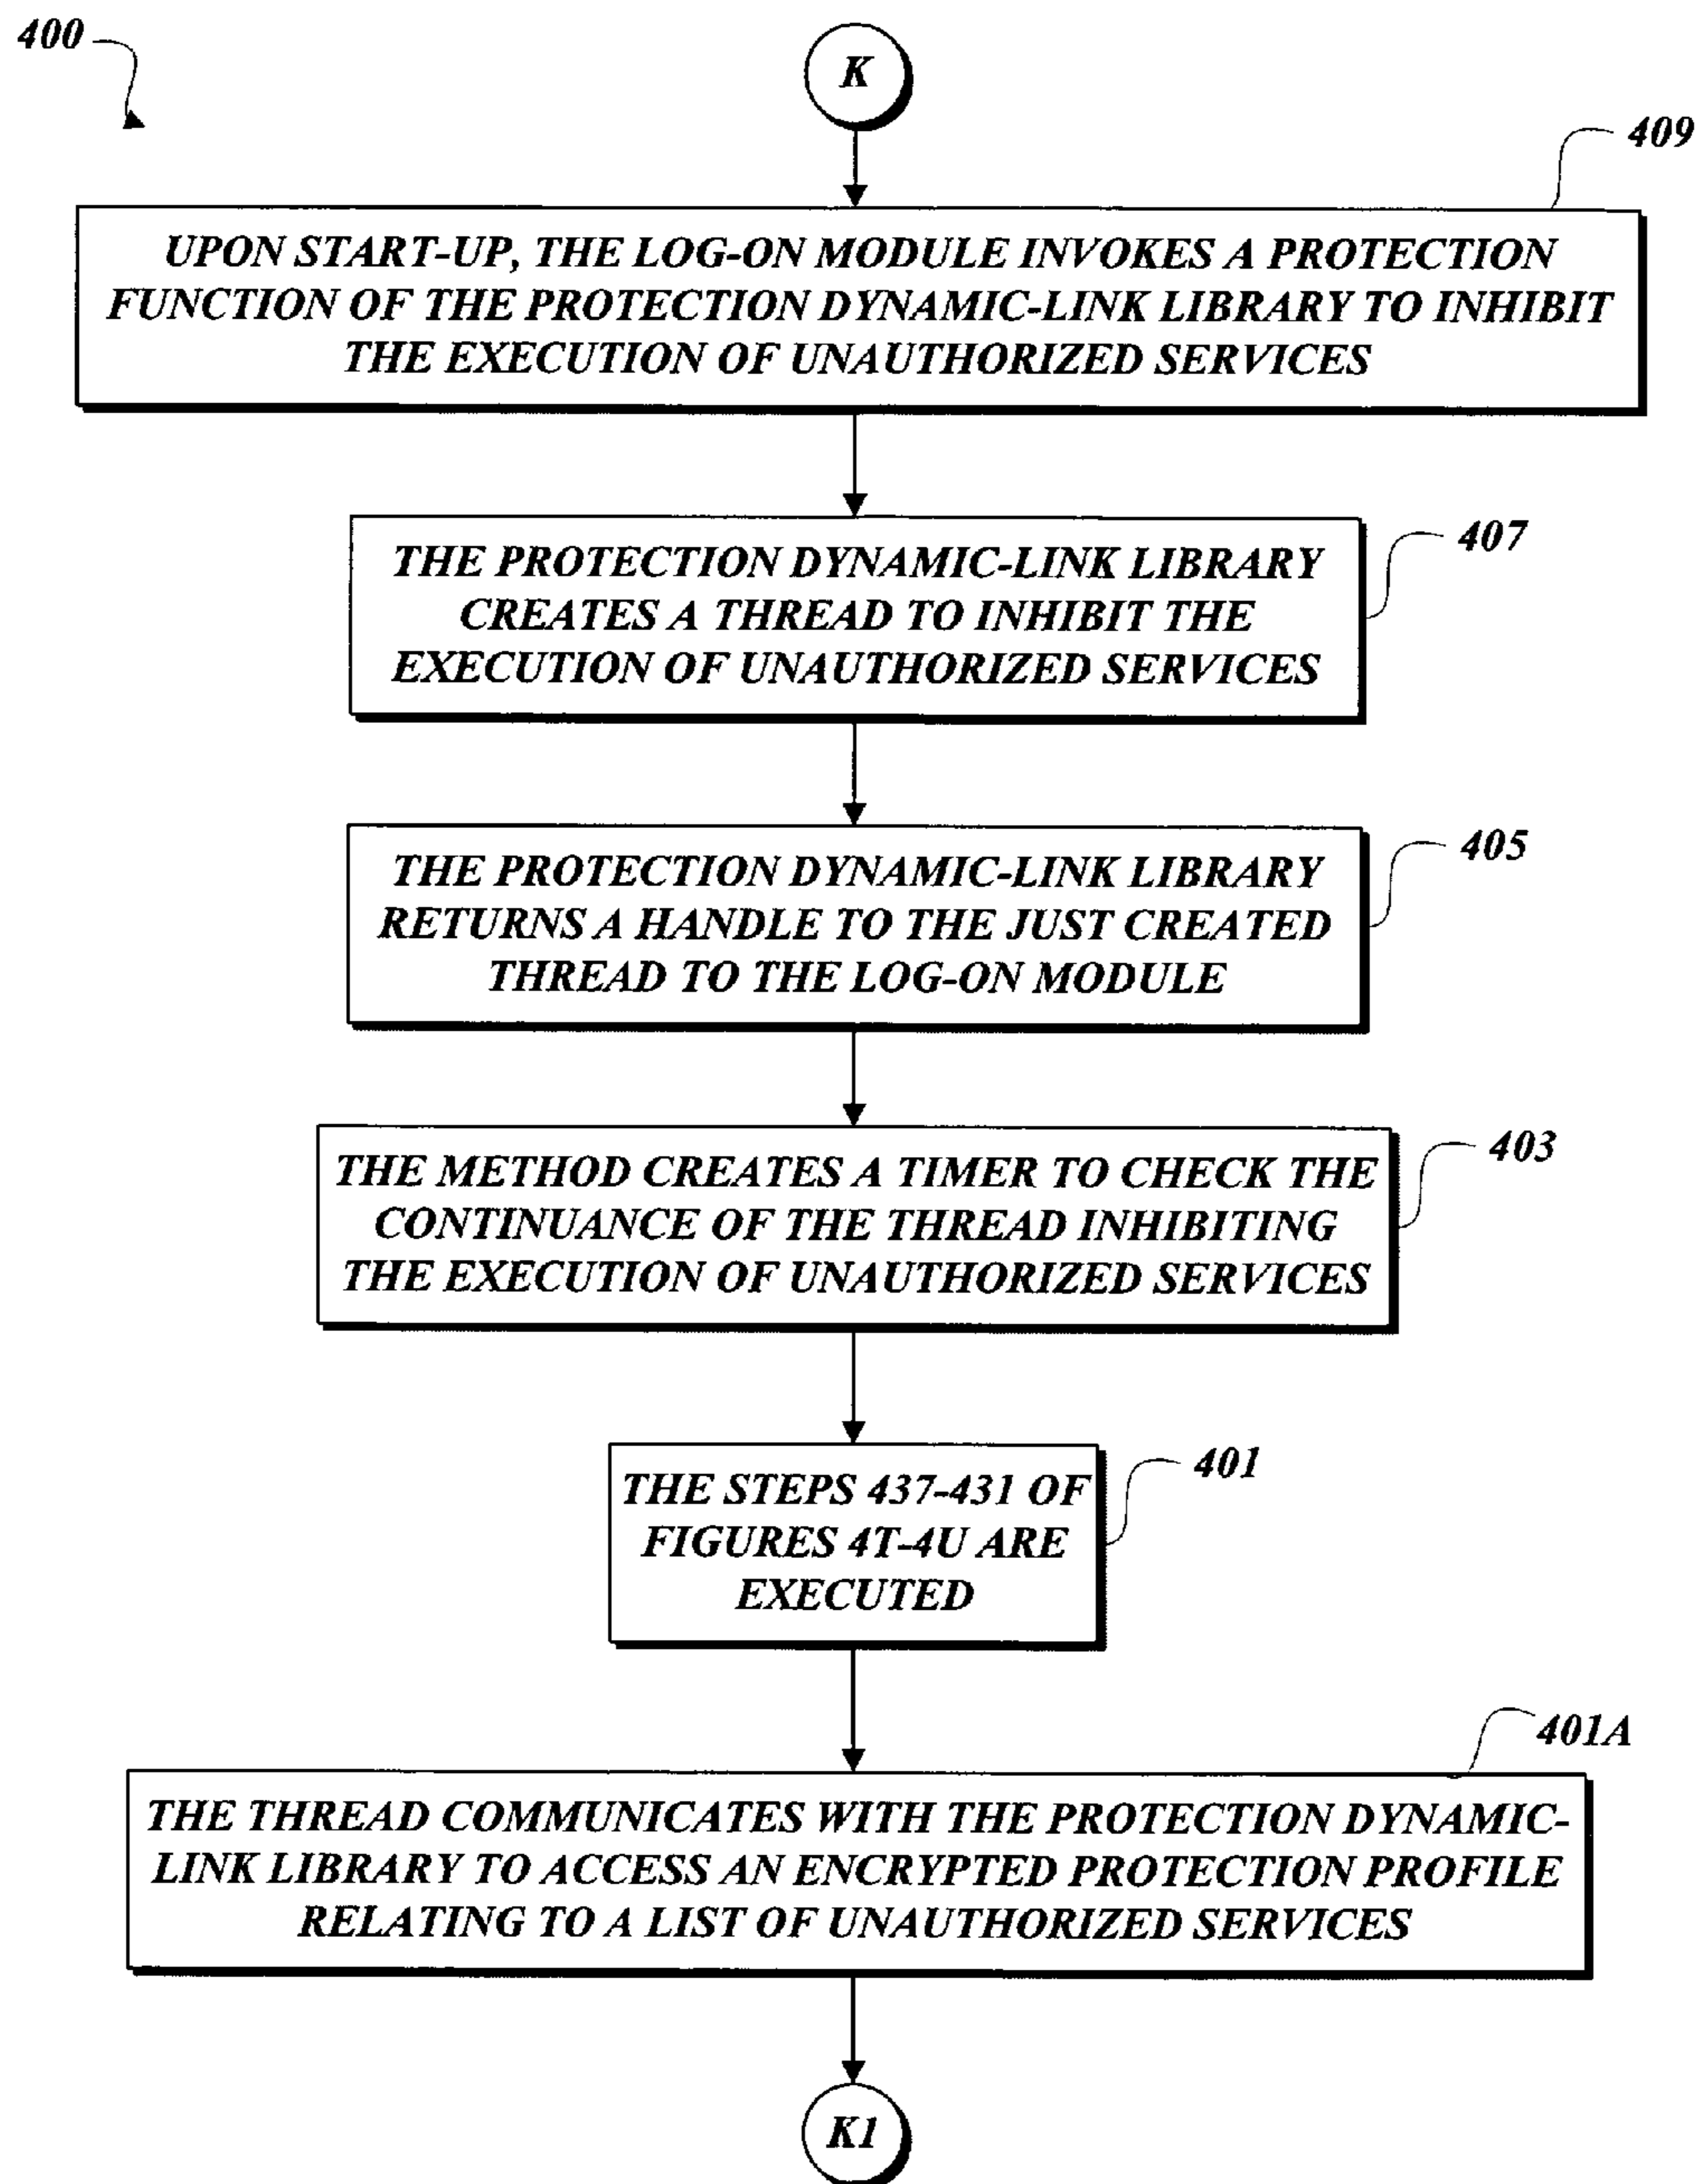 400
K
409
UPON START-UP, THE LOG-ON MODULE INVOKES A PROTECTION
FUNCTION OF THE PROTECTION DYNAMIC-LINK LIBRARY TO INHIBIT
THE EXECUTION OF UNAUTHORIZED SERVICES
407
THE PROTECTION DYNAMIC-LINK LIBRARY
CREATES A THREAD TO INHIBIT THE
EXECUTION OF UNAUTHORIZED SERVICES
405
THE PROTECTION DYNAMIC-LINK LIBRARY
RETURNS A HANDLE TO THE JUST CREATED
THREAD TO THE LOG-ON MODULE
403
THE METHOD CREATES A TIMER TO CHECK THE
CONTINUANCE OF THE THREAD INHIBITING
THE EXECUTION OF UNAUTHORIZED SERVICES
401
THE STEPS 437-431 OF
FIGURES 4T-4U ARE
EXECUTED
401A
THE THREAD COMMUNICATES WITH THE PROTECTION DYNAMIC-
LINK LIBRARY TO ACCESS AN ENCRYPTED PROTECTION PROFILE
RELATING TO A LIST OF UNAUTHORIZED SERVICES
K1